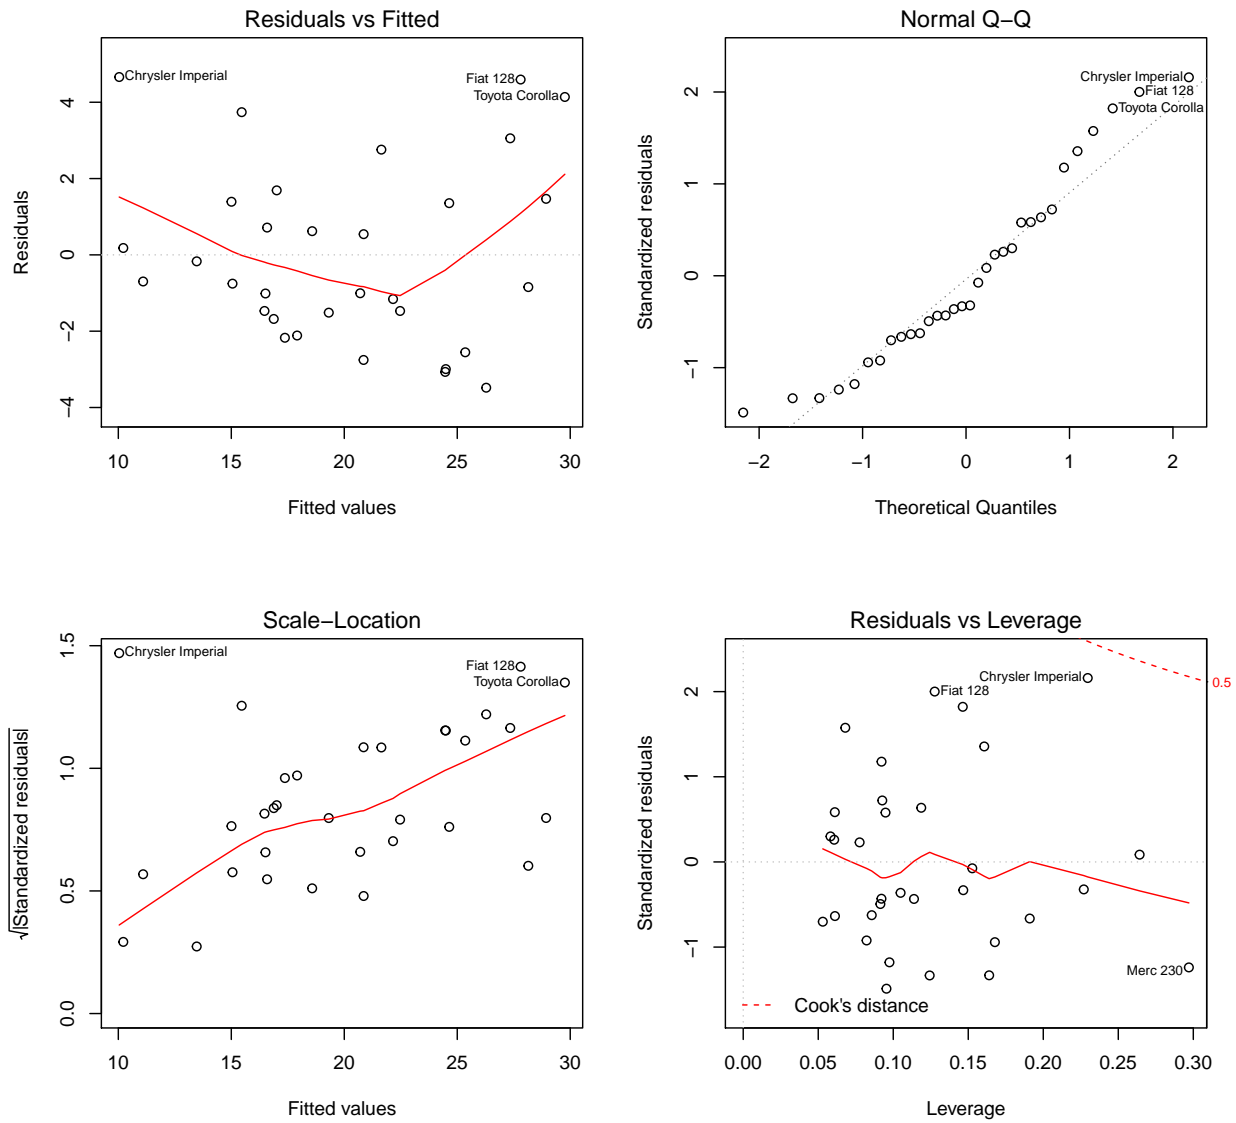 Residuals vs Fitted
Chrysler Imperial
Fiat 128
Toyota Corolla
Residuals
4
2
0
−2
−4
10 15 20 25 30
Fitted values
Normal Q−Q
Chrysler Imperial
Fiat 128
Toyota Corolla
Standardized residuals
2
1
0
−1
−2 −1 0 1 2
Theoretical Quantiles
Scale−Location
Chrysler Imperial
Fiat 128
Toyota Corolla
√|Standardized residuals|
1.5
1.0
0.5
0.0
10 15 20 25 30
Fitted values
Residuals vs Leverage
Chrysler Imperial
Fiat 128
0.5
Merc 230
Cook's distance
Standardized residuals
2
1
0
−1
0.00 0.05 0.10 0.15 0.20 0.25 0.30
Leverage